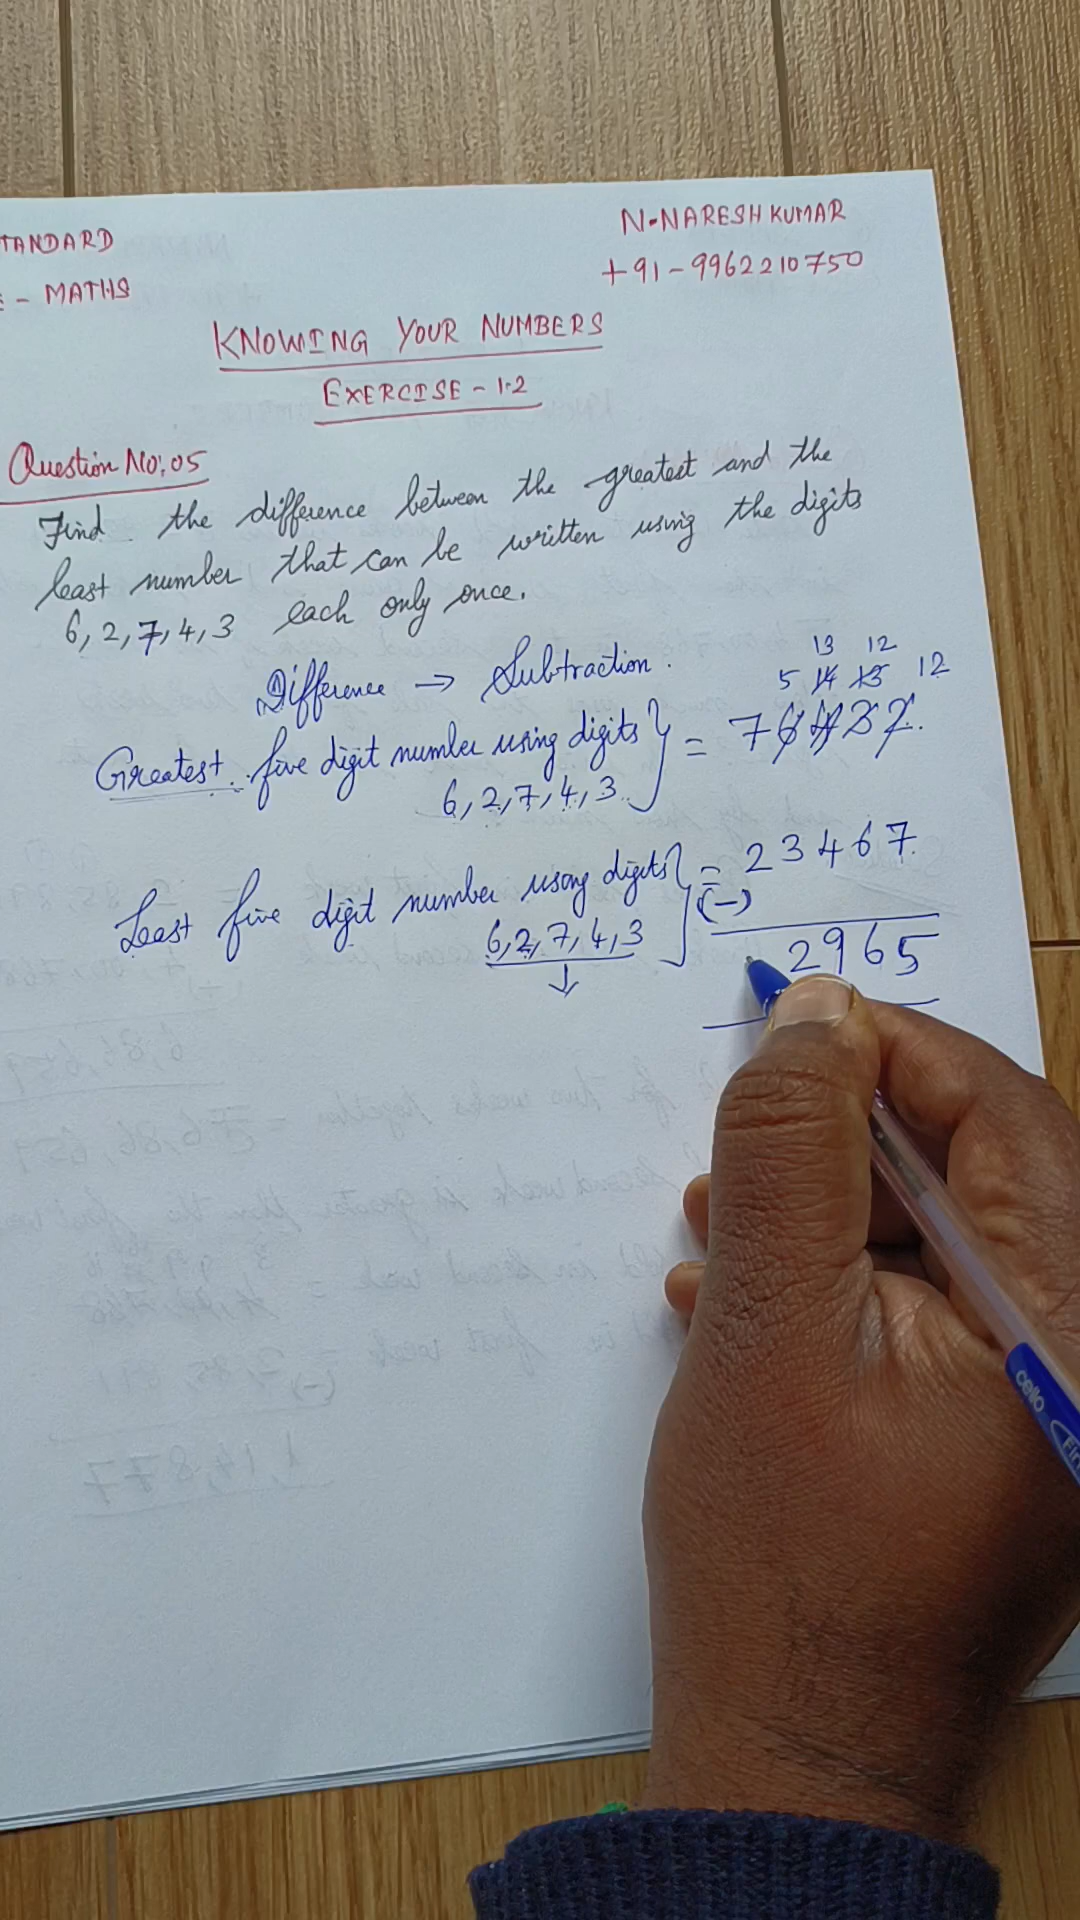 TANDARD
N. NARESH KUMAR
- MATHS
+91-9962210750
KNOWING YOUR NUMBERS
EXERCISE - 1.2
Question No: 05
Find the difference between the greatest and the
least number that can be written using the digits
6, 2, 7, 4, 3 each only once.
Difference → Subtraction.
13 12
5 14 13 12
Greatest five digit number using digits } = 76432.
6, 2, 7, 4, 3
Least five digit number using digits } = 23467
6, 2, 7, 4, 3 (-)
2965
↓
cello